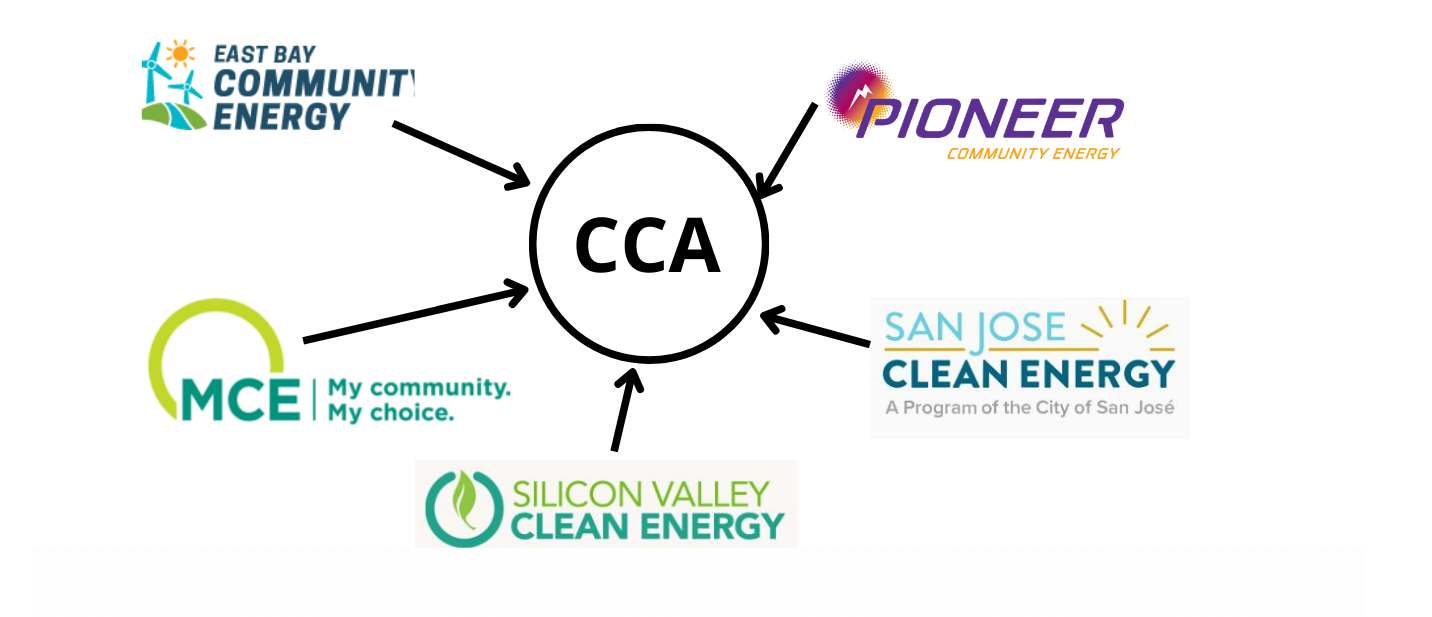 EAST BAY
COMMUNIT
ENERGY
PIONEER
COMMUNITY ENERGY
CCA
MCE
My community.
My choice.
SAN JOSE
CLEAN ENERGY
A Program of the City of San José
SILICON VALLEY
CLEAN ENERGY